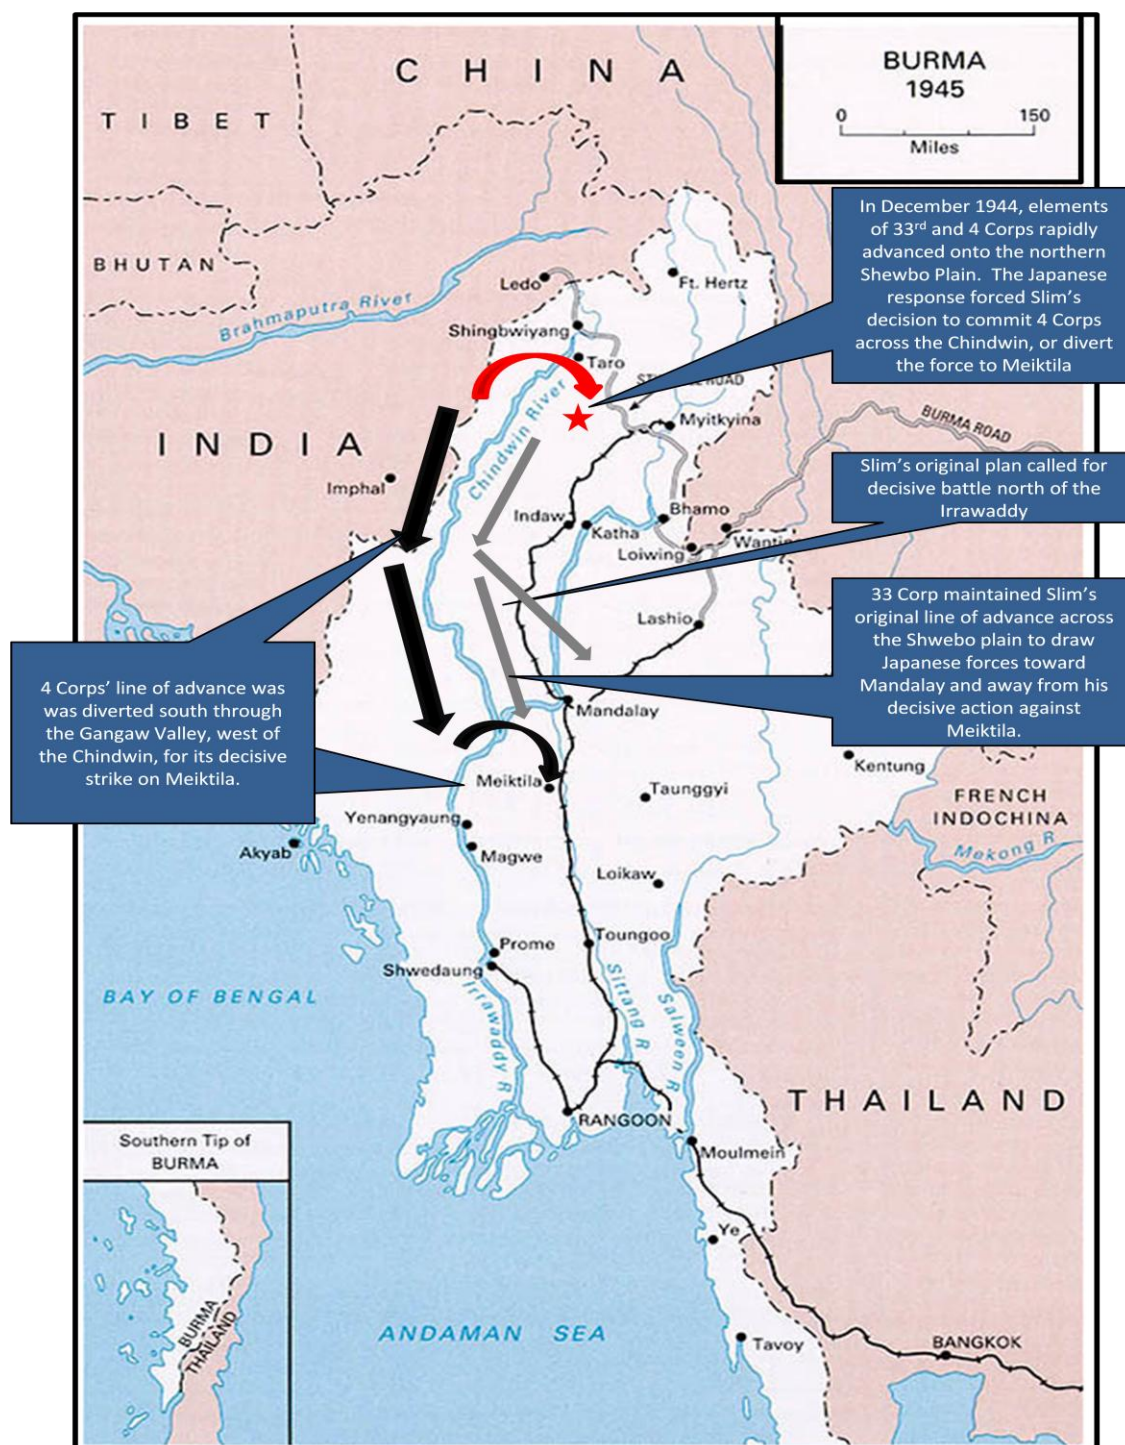 BURMA
1945
0 150
Miles
CHINA
TIBET
BHUTAN
Brahmaputra River
INDIA
In December 1944, elements
of 33rd and 4 Corps rapidly
advanced onto the northern
Shewbo Plain. The Japanese
response forced Slim's
decision to commit 4 Corps
across the Chindwin, or divert
the force to Meiktila
Ledo
Ft. Hertz
Shingbwiyang
Taro
ROAD
Myitkyina
BURMA ROAD
Chindwin River
Imphal
Slim's original plan called for
decisive battle north of the
Irrawaddy
Indaw
Katha
Bhamo
Loiwing
Lashio
33 Corp maintained Slim's
original line of advance across
the Shwebo plain to draw
Japanese forces toward
Mandalay and away from his
decisive action against
Meiktila.
4 Corps' line of advance was
was diverted south through
the Gangaw Valley, west of
the Chindwin, for its decisive
strike on Meiktila.
Mandalay
Meiktila
Taunggyi
Kentung
Yenangyaung
Magwe
Akyab
FRENCH
INDOCHINA
Mekong R
Loikaw
Prome
Toungoo
Shwedaung
Irrawaddy R
Sittang R
Salween R
BAY OF BENGAL
RANGOON
THAILAND
Moulmein
Southern Tip of
BURMA
BURMA
THAILAND
Ye
ANDAMAN SEA
Tavoy
BANGKOK